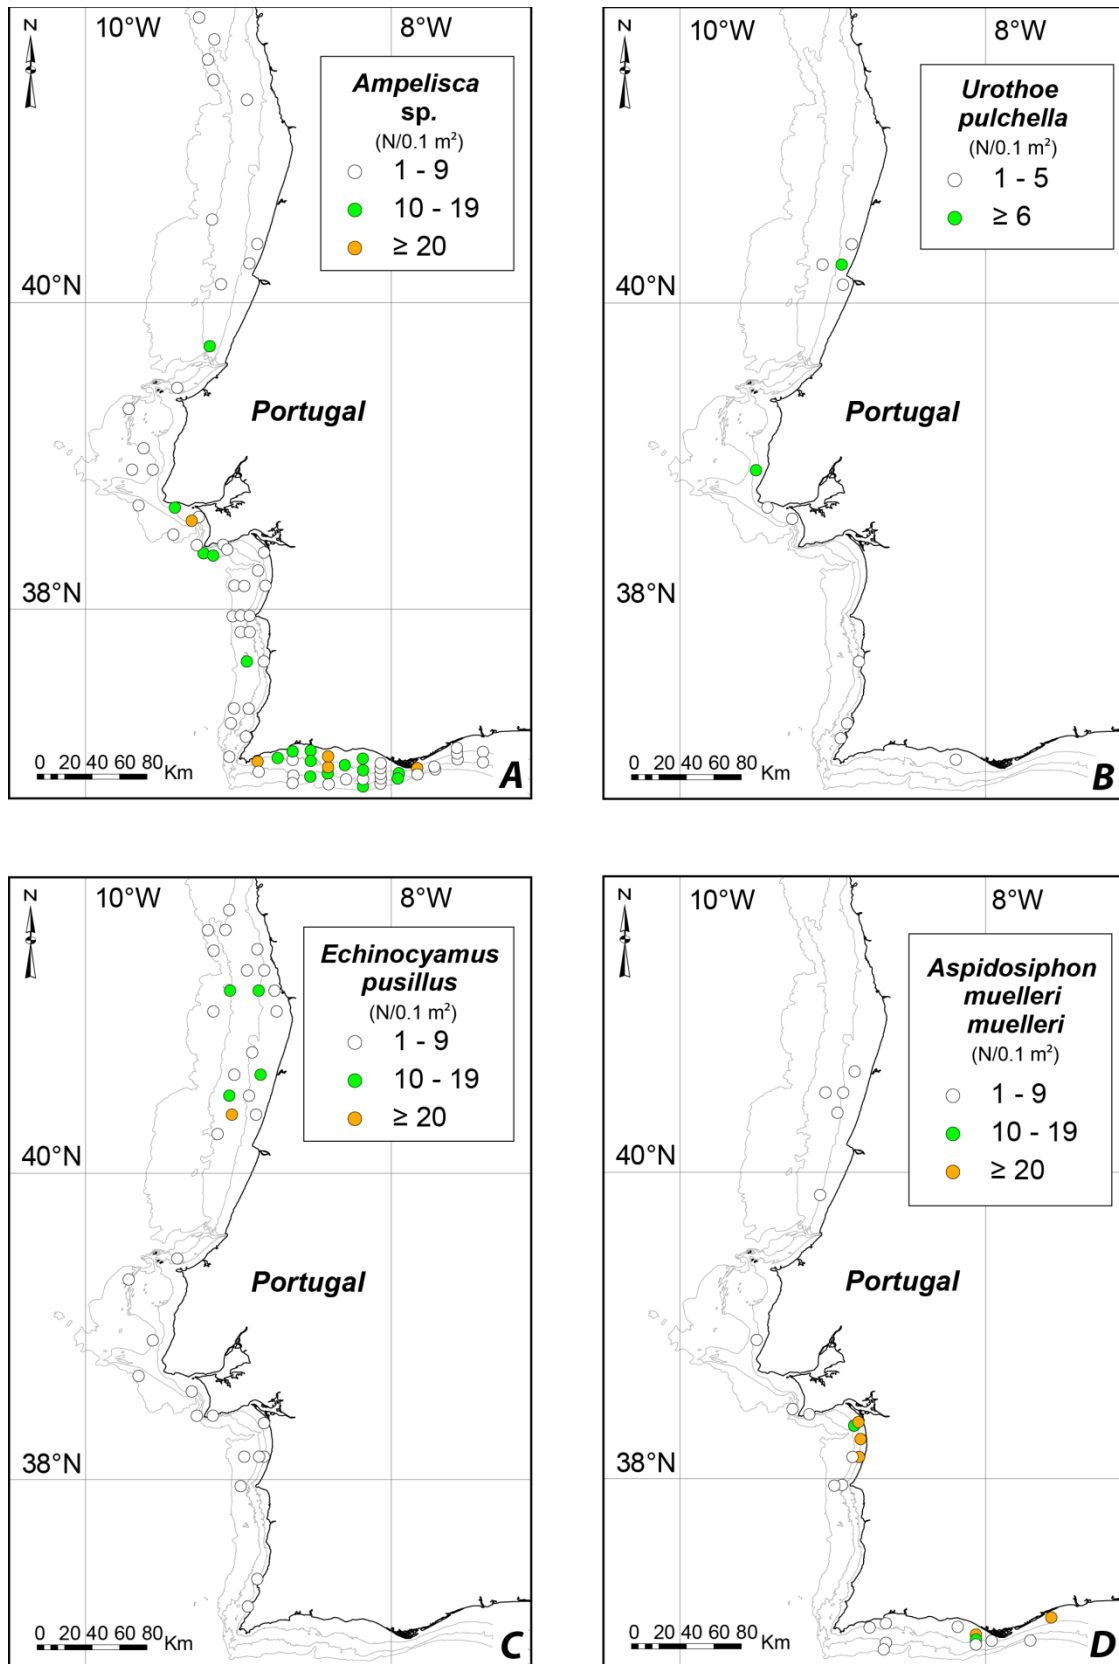 10°W
8°W
N
Ampelisca
sp.
(N/0.1 m²)
1 - 9
10 - 19
≥ 20
40°N
Portugal
38°N
0 20 40 60 80
Km
A
10°W
8°W
N
Urothoe
pulchella
(N/0.1 m²)
1 - 5
≥ 6
40°N
Portugal
38°N
0 20 40 60 80
Km
B
10°W
8°W
N
Echinocyamus
pusillus
(N/0.1 m²)
1 - 9
10 - 19
≥ 20
40°N
Portugal
38°N
0 20 40 60 80
Km
C
10°W
8°W
N
Aspidosiphon
muelleri
muelleri
(N/0.1 m²)
1 - 9
10 - 19
≥ 20
40°N
Portugal
38°N
0 20 40 60 80
Km
D